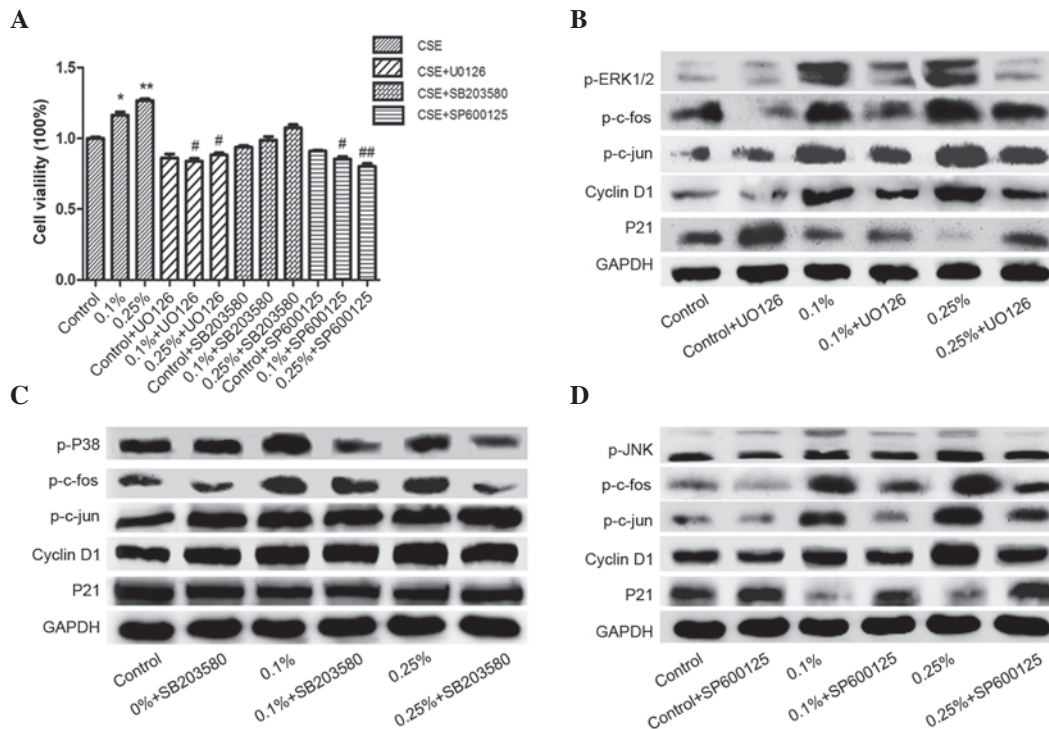 A
CSE
CSE+U0126
CSE+SB203580
CSE+SP600125
1.5
1.0
0.5
0.0
Cell vialility (100%)
* ** # # # ##
Control
0.1%
0.25%
Control+UO126
0.1%+UO126
0.25%+UO126
Control+SB203580
0.1%+SB203580
0.25%+SB203580
Control+SP600125
0.1%+SP600125
0.25%+SP600125
B
p-ERK1/2
p-c-fos
p-c-jun
Cyclin D1
P21
GAPDH
Control
Control+UO126
0.1%
0.1%+UO126
0.25%
0.25%+UO126
C
p-P38
p-c-fos
p-c-jun
Cyclin D1
P21
GAPDH
Control
0%+SB203580
0.1%
0.1%+SB203580
0.25%
0.25%+SB203580
D
p-JNK
p-c-fos
p-c-jun
Cyclin D1
P21
GAPDH
Control
Control+SP600125
0.1%
0.1%+SP600125
0.25%
0.25%+SP600125